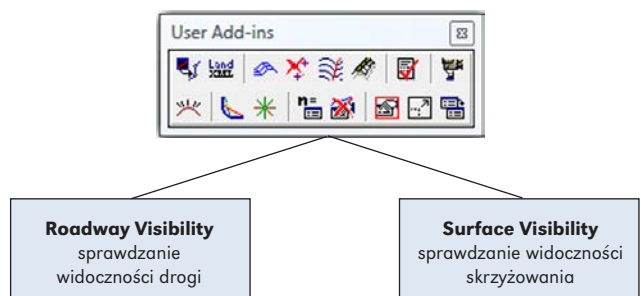 User Add-ins
Land
XML
n=
Roadway Visibility
sprawdzanie
widoczności drogi
Surface Visibility
sprawdzanie widoczności
skrzyżowania